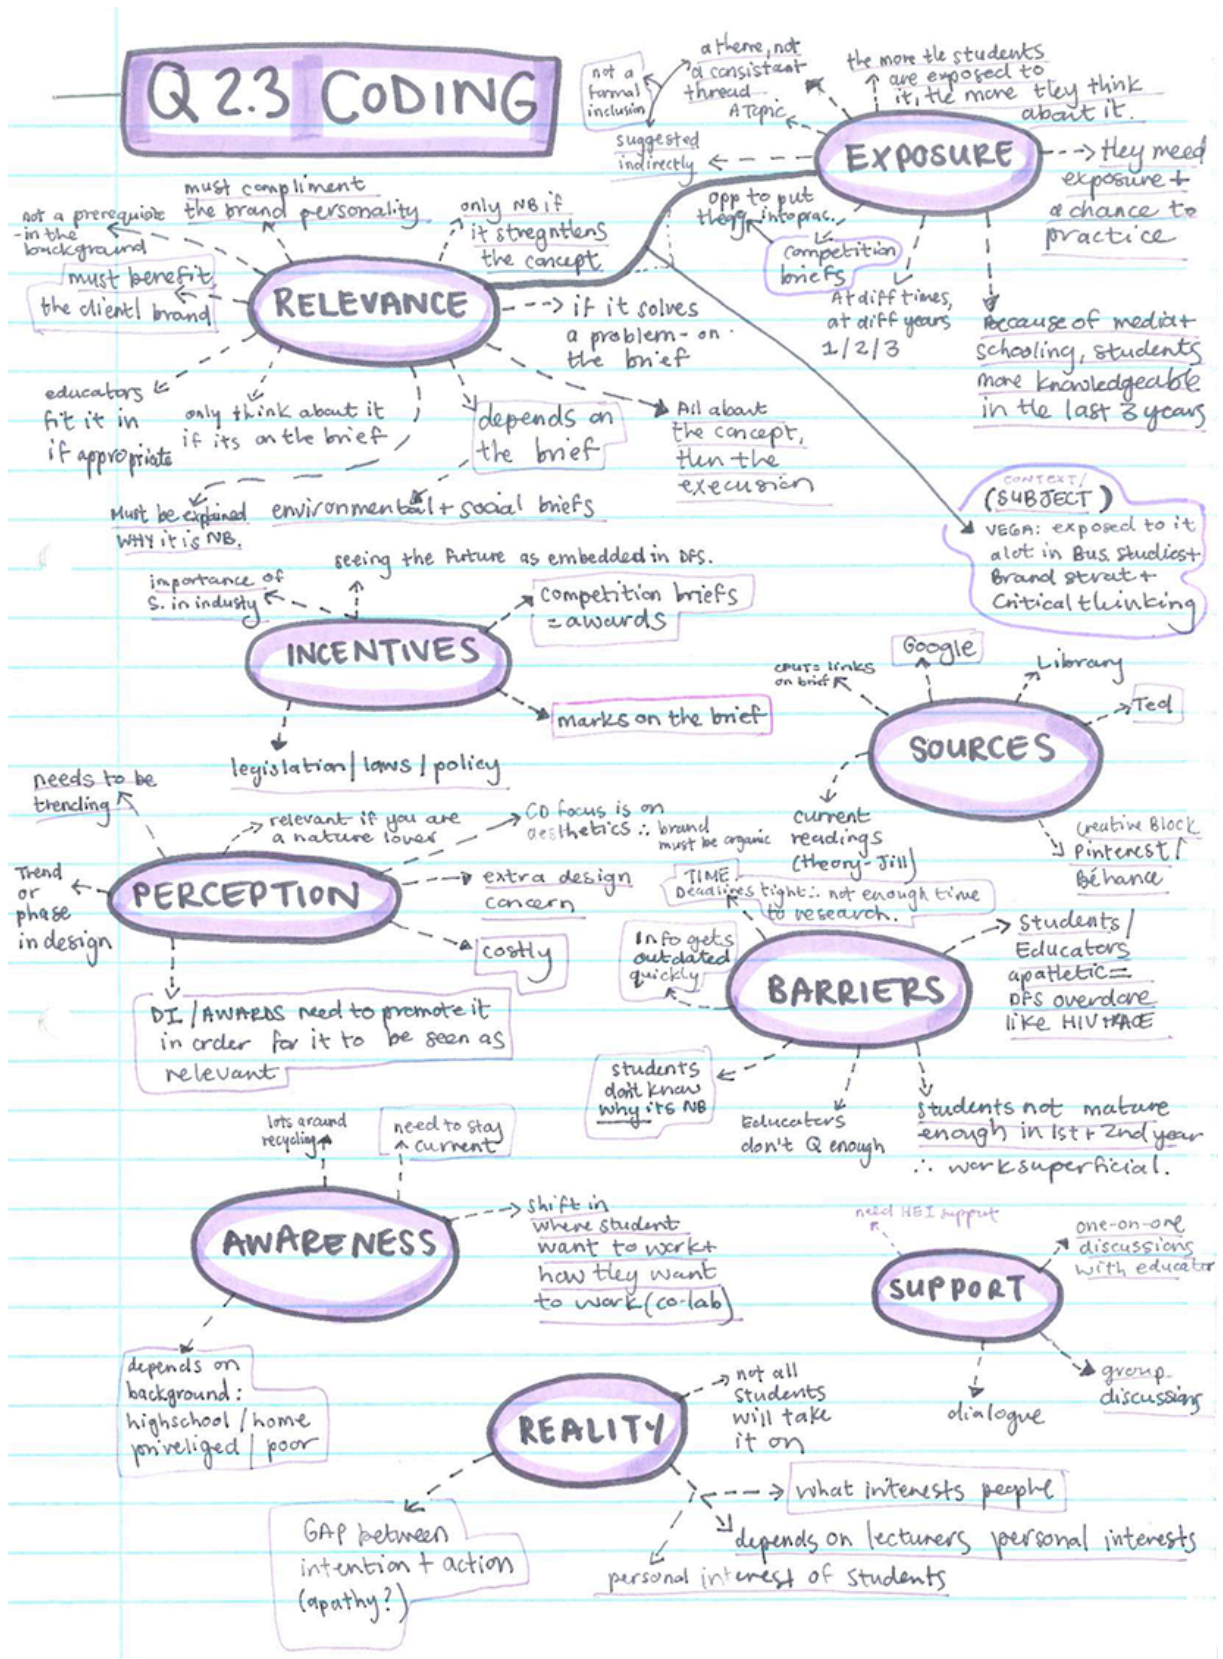 Q 2.3 CODING
EXPOSURE
a theme, not
a consistent
thread
not a
formal
inclusion
A Topic
suggested
indirectly
the more the students
are exposed to
it, the more they think
about it.
they need
exposure +
a chance to
practice
opp to put
into prac.
competition
briefs
At diff times,
at diff years
1/2/3
Because of media +
schooling, students
more knowledgeable
in the last 3 years
RELEVANCE
not a prerequisite
- in the
background
must compliment
the brand personality
only NB if
it stregntlens
the concept
must benefit
the client/ brand
if it solves
a problem - on
the brief
educators
fit it in
if appropriate
only think about it
if its on the brief
depends on
the brief
All about
the concept,
then the
execusion
Must be explained
WHY it is NB.
environmental + social briefs
CONTEXT/
(SUBJECT)
VEGA: exposed to it
alot in Bus. studies +
Brand strat +
Critical thinking
INCENTIVES
importance of
S. in industy
seeing the future as embedded in DFS.
competition briefs
= awards
marks on the brief
legislation / laws / policy
SOURCES
CPUT = links
on brief
Google
Library
Ted
current
readings
(theory - Jill)
Creative Block
Pinterest /
Béhance
PERCEPTION
needs to be
trending
relevant if you are
a nature lover
CD focus is on
aesthetics ∴ brand
must be organic
Trend
or
phase
in design
extra design
concern
costly
DI / AWARDS need to promote it
in order for it to be seen as
relevant
BARRIERS
TIME
Deadlines tight ∴ not enough time
to research.
Info gets
outdated
quickly
Students /
Educators
apathetic =
DFS overdone
like HIV + RACE
students
don't know
why its NB
Educators
don't Q enough
students not mature
enough in 1st + 2nd year
∴ work superficial.
AWARENESS
lots around
recycling
need to stay
current
shift in
where student
want to work +
how they want
to work (co-lab)
depends on
background:
highschool / home
priveliged / poor
SUPPORT
need HEI support
one-on-one
discussions
with educator
dialogue
group
discussions
REALITY
not all
students
will take
it on
what interests people
depends on lecturers personal interests
personal interest of students
GAP between
intention + action
(apathy?)